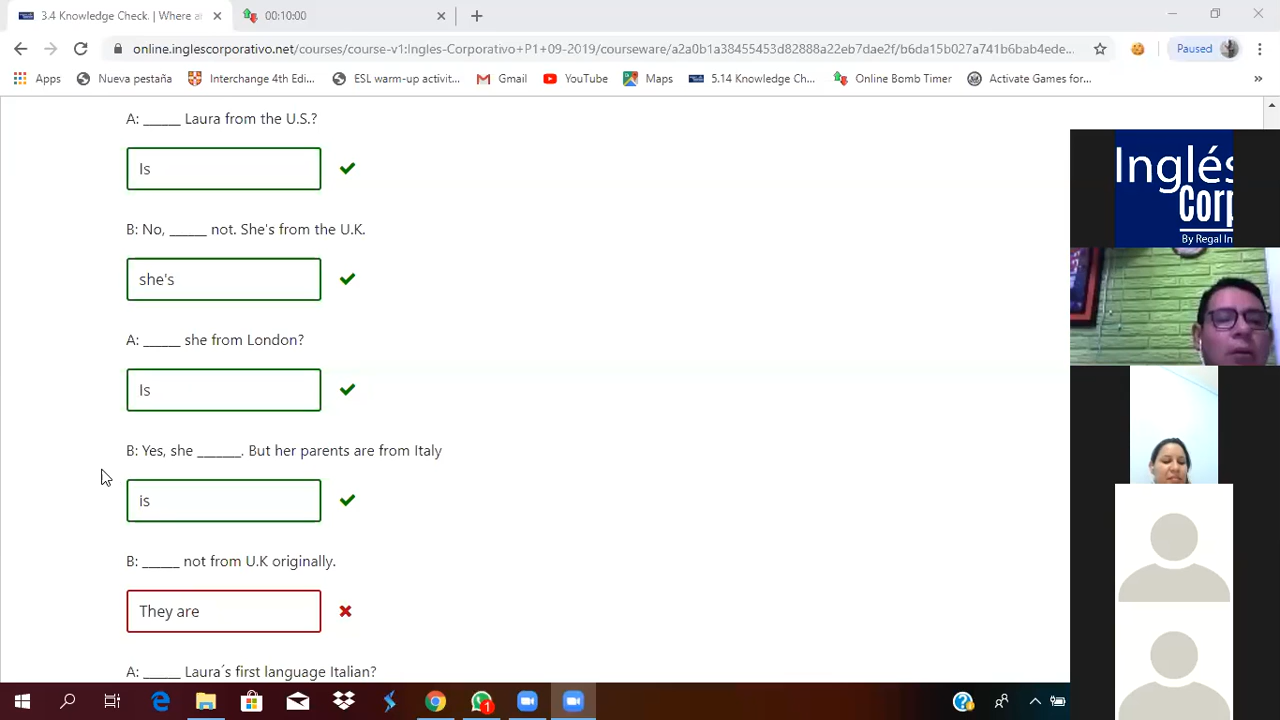 3.4 Knowledge Check. | Where a
00:10:00
online.inglescorporativo.net/courses/course-v1:Ingles-Corporativo+P1+09-2019/courseware/a2a0b1a38455453d82888a22eb7dae2f/b6da15b027a741b6bab4ede...
Paused
Apps
Nueva pestaña
Interchange 4th Edi...
ESL warm-up activit...
Gmail
YouTube
Maps
5.14 Knowledge Ch...
Online Bomb Timer
Activate Games for...
»
A: _____ Laura from the U.S.?
Is
B: No, _____ not. She's from the U.K.
she's
A: _____ she from London?
Is
B: Yes, she ______. But her parents are from Italy
is
B: _____ not from U.K originally.
They are
A: _____ Laura´s first language Italian?
Inglés
Corp
By Regal In
1